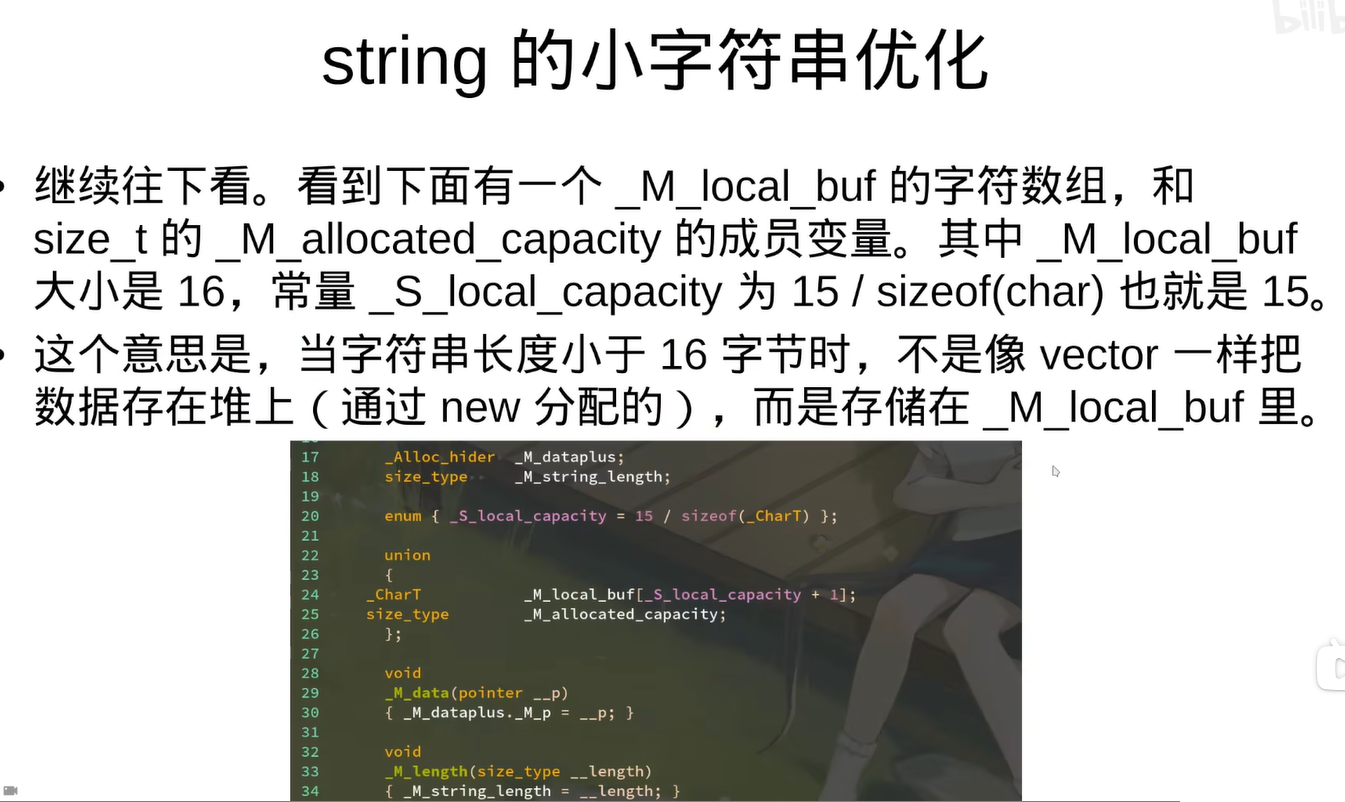 string 的小字符串优化
• 继续往下看。看到下面有一个 _M_local_buf 的字符数组，和
size_t 的 _M_allocated_capacity 的成员变量。其中 _M_local_buf
大小是 16，常量 _S_local_capacity 为 15 / sizeof(char) 也就是 15。
• 这个意思是，当字符串长度小于 16 字节时，不是像 vector 一样把
数据存在堆上（通过 new 分配的），而是存储在 _M_local_buf 里。
17 _Alloc_hider _M_dataplus;
18 size_type _M_string_length;
19
20 enum { _S_local_capacity = 15 / sizeof(_CharT) };
21
22 union
23 {
24 _CharT _M_local_buf[_S_local_capacity + 1];
25 size_type _M_allocated_capacity;
26 };
27
28 void
29 _M_data(pointer __p)
30 { _M_dataplus._M_p = __p; }
31
32 void
33 _M_length(size_type __length)
34 { _M_string_length = __length; }